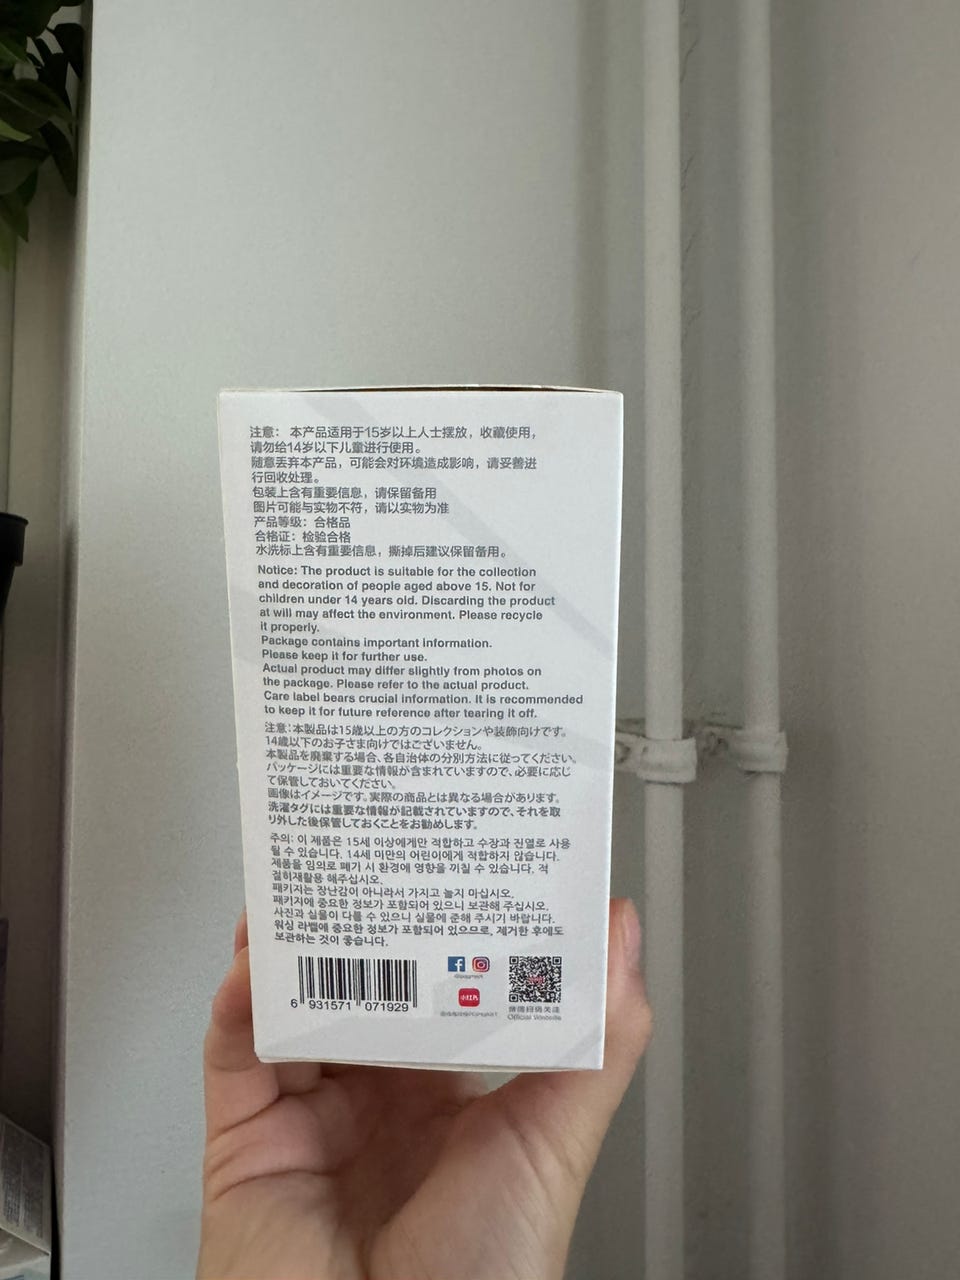 注意： 本产品适用于15岁以上人士摆放，收藏使用，
请勿给14岁以下儿童进行使用。
随意丢弃本产品，可能会对环境造成影响，请妥善进
行回收处理。
包装上含有重要信息，请保留备用
图片可能与实物不符，请以实物为准
产品等级：合格品
合格证：检验合格
水洗标上含有重要信息，撕掉后建议保留备用。
Notice: The product is suitable for the collection
and decoration of people aged above 15. Not for
children under 14 years old. Discarding the product
at will may affect the environment. Please recycle
it properly.
Package contains important information.
Please keep it for further use.
Actual product may differ slightly from photos on
the package. Please refer to the actual product.
Care label bears crucial information. It is recommended
to keep it for future reference after tearing it off.
注意：本製品は15歳以上の方のコレクションや装飾向けです。
14歳以下のお子さま向けではございません。
本製品を廃棄する場合、各自治体の分別方法に従ってください。
パッケージには重要な情報が含まれていますので、必要に応じ
て保管しておいてください。
画像はイメージです。実際の商品とは異なる場合があります。
洗濯タグには重要な情報が記載されていますので、それを取
り外した後保管しておくことをお勧めします。
주의: 이 제품은 15세 이상에게만 적합하고 수장과 진열로 사용
될 수 있습니다. 14세 미만의 어린이에게 적합하지 않습니다.
제품을 임의로 폐기 시 환경에 영향을 끼칠 수 있습니다. 적
절히재활용 해주십시오.
패키지는 장난감이 아니라서 가지고 놀지 마십시오.
패키지에 중요한 정보가 포함되어 있으니 보관해 주십시오.
사진과 실물이 다를 수 있으니 실물에 준해 주시기 바랍니다.
워싱 라벨에 중요한 정보가 포함되어 있으므로, 제거한 후에도
보관하는 것이 좋습니다.
6 931571 071929
@popmart
小红书
Official Website